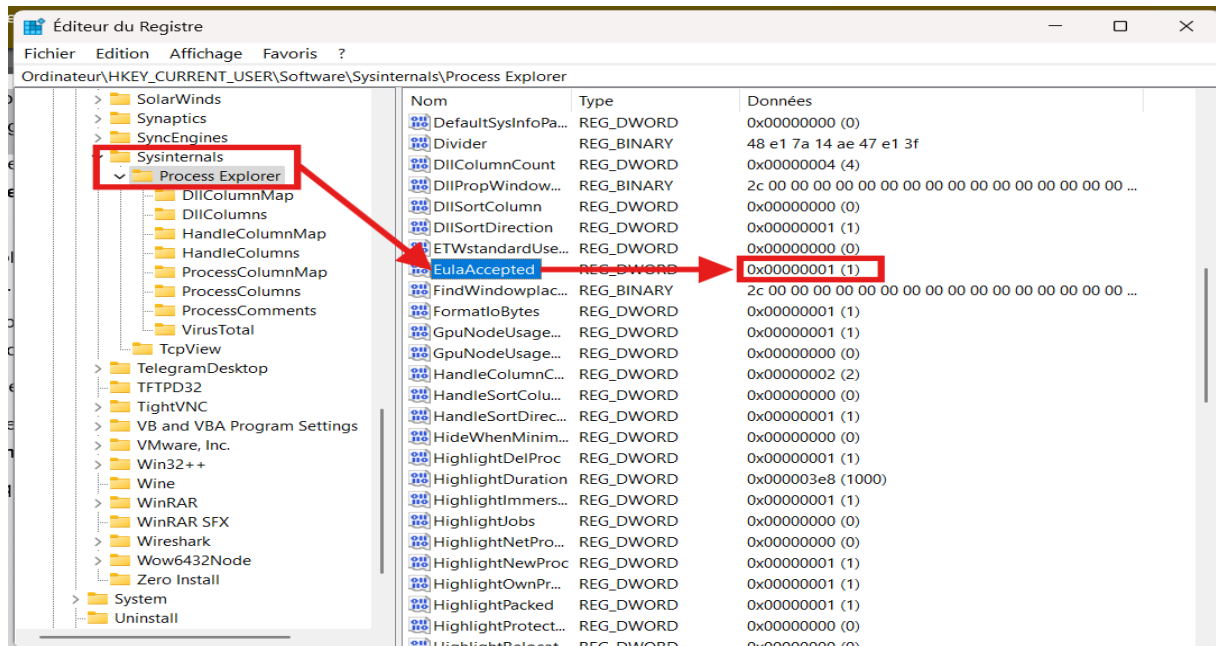 Éditeur du Registre
Fichier Edition Affichage Favoris ?
Ordinateur\HKEY_CURRENT_USER\Software\Sysinternals\Process Explorer
SolarWinds
Synaptics
SyncEngines
Sysinternals
Process Explorer
DllColumnMap
DllColumns
HandleColumnMap
HandleColumns
ProcessColumnMap
ProcessColumns
ProcessComments
VirusTotal
TcpView
TelegramDesktop
TFTPD32
TightVNC
VB and VBA Program Settings
VMware, Inc.
Win32++
Wine
WinRAR
WinRAR SFX
Wireshark
Wow6432Node
Zero Install
System
Uninstall
Nom Type Données
DefaultSysInfoPa... REG_DWORD 0x00000000 (0)
Divider REG_BINARY 48 e1 7a 14 ae 47 e1 3f
DllColumnCount REG_DWORD 0x00000004 (4)
DllPropWindow... REG_BINARY 2c 00 00 00 00 00 00 00 00 00 00 00 00 00 00 00 ...
DllSortColumn REG_DWORD 0x00000000 (0)
DllSortDirection REG_DWORD 0x00000001 (1)
ETWstandardUse... REG_DWORD 0x00000000 (0)
EulaAccepted REG_DWORD 0x00000001 (1)
FindWindowplac... REG_BINARY 2c 00 00 00 00 00 00 00 00 00 00 00 00 00 00 00 ...
FormatIoBytes REG_DWORD 0x00000001 (1)
GpuNodeUsage... REG_DWORD 0x00000001 (1)
GpuNodeUsage... REG_DWORD 0x00000000 (0)
HandleColumnC... REG_DWORD 0x00000002 (2)
HandleSortColu... REG_DWORD 0x00000000 (0)
HandleSortDirec... REG_DWORD 0x00000001 (1)
HideWhenMinim... REG_DWORD 0x00000000 (0)
HighlightDelProc REG_DWORD 0x00000001 (1)
HighlightDuration REG_DWORD 0x000003e8 (1000)
HighlightImmers... REG_DWORD 0x00000001 (1)
HighlightJobs REG_DWORD 0x00000000 (0)
HighlightNetPro... REG_DWORD 0x00000000 (0)
HighlightNewProc REG_DWORD 0x00000001 (1)
HighlightOwnPr... REG_DWORD 0x00000001 (1)
HighlightPacked REG_DWORD 0x00000001 (1)
HighlightProtect... REG_DWORD 0x00000000 (0)
HighlightRelocat... REG_DWORD 0x00000000 (0)